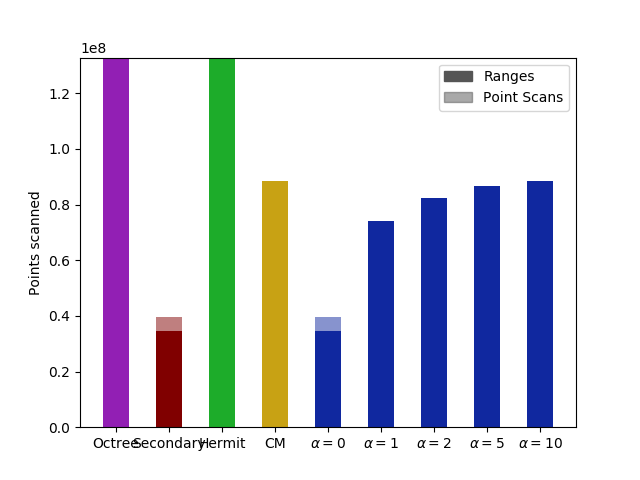 1e8
Ranges
Point Scans
1.2
1.0
0.8
0.6
0.4
0.2
0.0
Points scanned
Octree Secondary Hermit CM α = 0 α = 1 α = 2 α = 5 α = 10